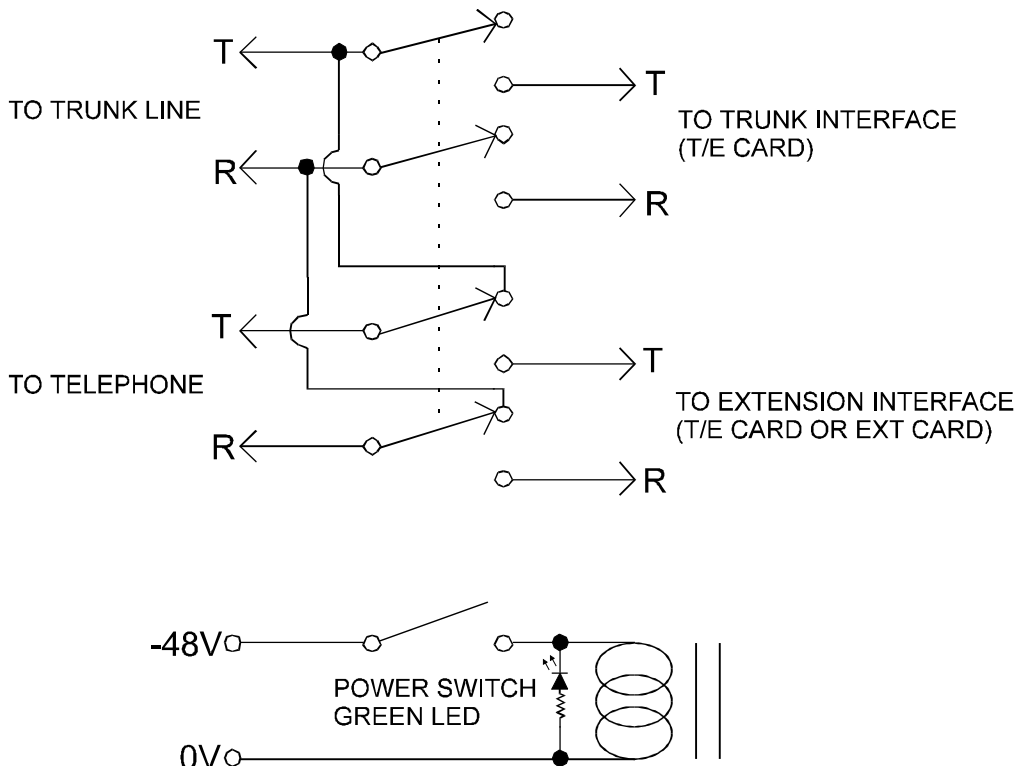 T
T
TO TRUNK LINE
TO TRUNK INTERFACE
(T/E CARD)
R
R
T
T
TO TELEPHONE
TO EXTENSION INTERFACE
(T/E CARD OR EXT CARD)
R
R
-48V
POWER SWITCH
GREEN LED
0V